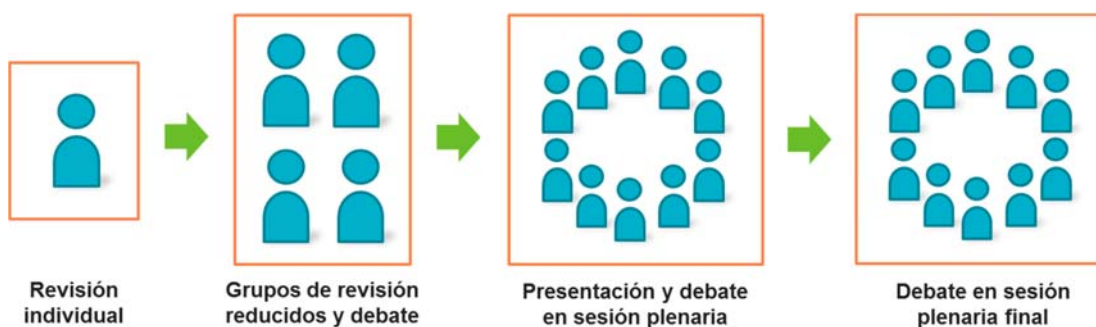 Revisión
individual
Grupos de revisión
reducidos y debate
Presentación y debate
en sesión plenaria
Debate en sesión
plenaria final